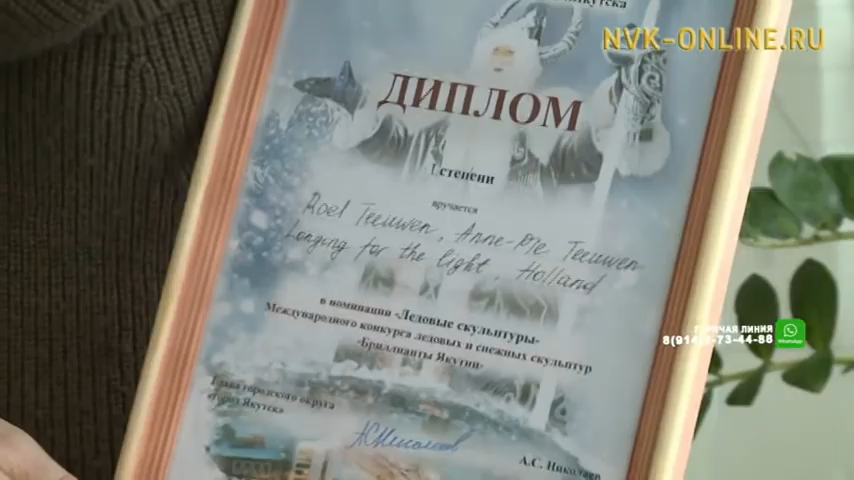 NVK-ONLINE.RU
ДИПЛОМ
I степени
вручается
Roel Teeuwen, Anne-Mie Teeuwen
Longing for the light, Holland
в номинации «Ледовые скульптуры»
Международного конкурса ледовых и снежных скульптур
«Бриллианты Якутии»
Глава городского округа
«город Якутск»
А.С. Николаев
ГОРЯЧАЯ ЛИНИЯ
WhatsApp